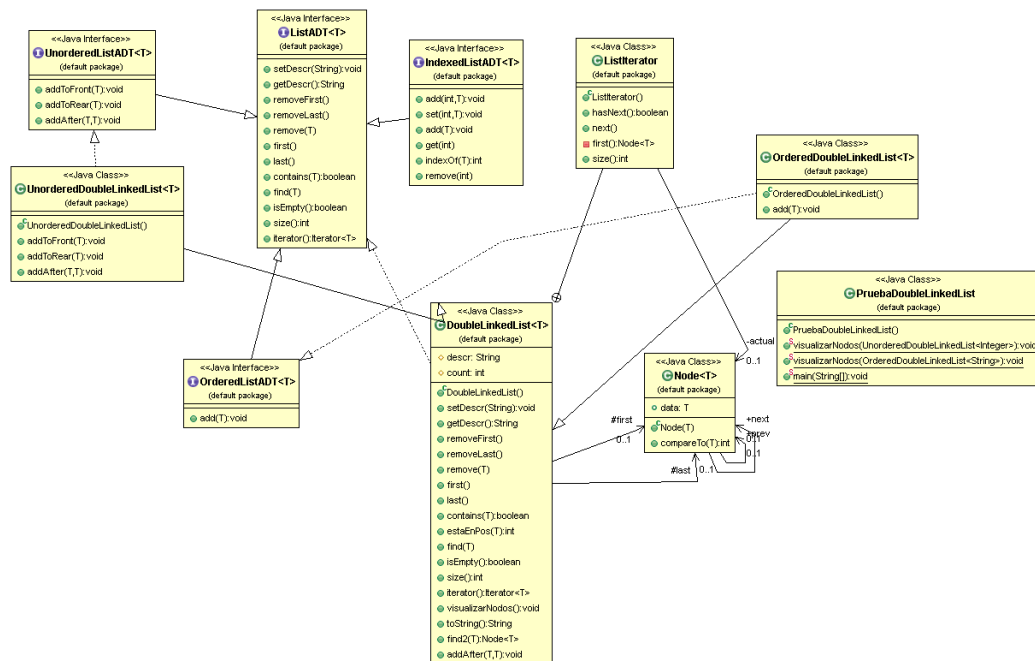 <<Java Interface>>
UnorderedListADT<T>
(default package)
addToFront(T):void
addToRear(T):void
addAfter(T,T):void
<<Java Interface>>
ListADT<T>
(default package)
setDescr(String):void
getDescr():String
removeFirst()
removeLast()
remove(T)
first()
last()
contains(T):boolean
find(T)
isEmpty():boolean
size():int
iterator():Iterator<T>
<<Java Interface>>
IndexedListADT<T>
(default package)
add(int,T):void
set(int,T):void
add(T):void
get(int)
indexOf(T):int
remove(int)
<<Java Class>>
ListIterator
(default package)
ListIterator()
hasNext():boolean
next()
first():Node<T>
size():int
<<Java Class>>
OrderedDoubleLinkedList<T>
(default package)
OrderedDoubleLinkedList()
add(T):void
<<Java Class>>
UnorderedDoubleLinkedList<T>
(default package)
UnorderedDoubleLinkedList()
addToFront(T):void
addToRear(T):void
addAfter(T,T):void
<<Java Class>>
PruebaDoubleLinkedList
(default package)
PruebaDoubleLinkedList()
visualizarNodos(UnorderedDoubleLinkedList<Integer>):void
visualizarNodos(OrderedDoubleLinkedList<String>):void
main(String[]):void
<<Java Interface>>
OrderedListADT<T>
(default package)
add(T):void
<<Java Class>>
DoubleLinkedList<T>
(default package)
descr: String
count: int
DoubleLinkedList()
setDescr(String):void
getDescr():String
removeFirst()
removeLast()
remove(T)
first()
last()
contains(T):boolean
estaEnPos(T):int
find(T)
isEmpty():boolean
size():int
iterator():Iterator<T>
visualizarNodos():void
toString():String
find2(T):Node<T>
addAfter(T,T):void
<<Java Class>>
Node<T>
(default package)
data: T
Node(T)
compareTo(T):int
-actual
0..1
#first
0..1
#last
0..1
+next
+prev
0..1
0..1